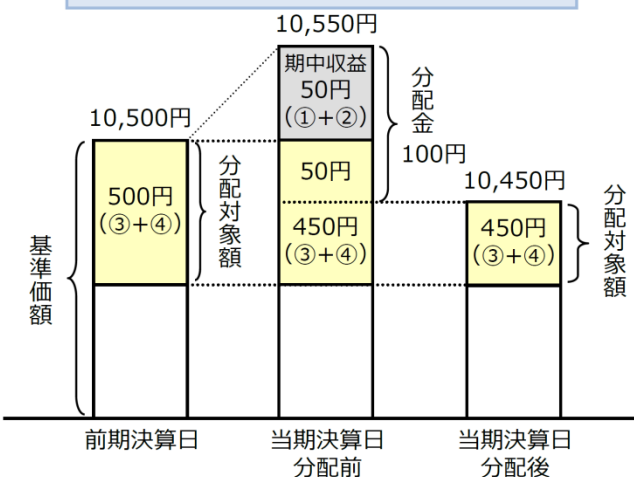 10,550円
期中収益
50円
(①+②)
分配金
100円
10,500円
500円
(③+④)
分配対象額
50円
450円
(③+④)
10,450円
450円
(③+④)
分配対象額
基準価額
前期決算日
当期決算日
分配前
当期決算日
分配後